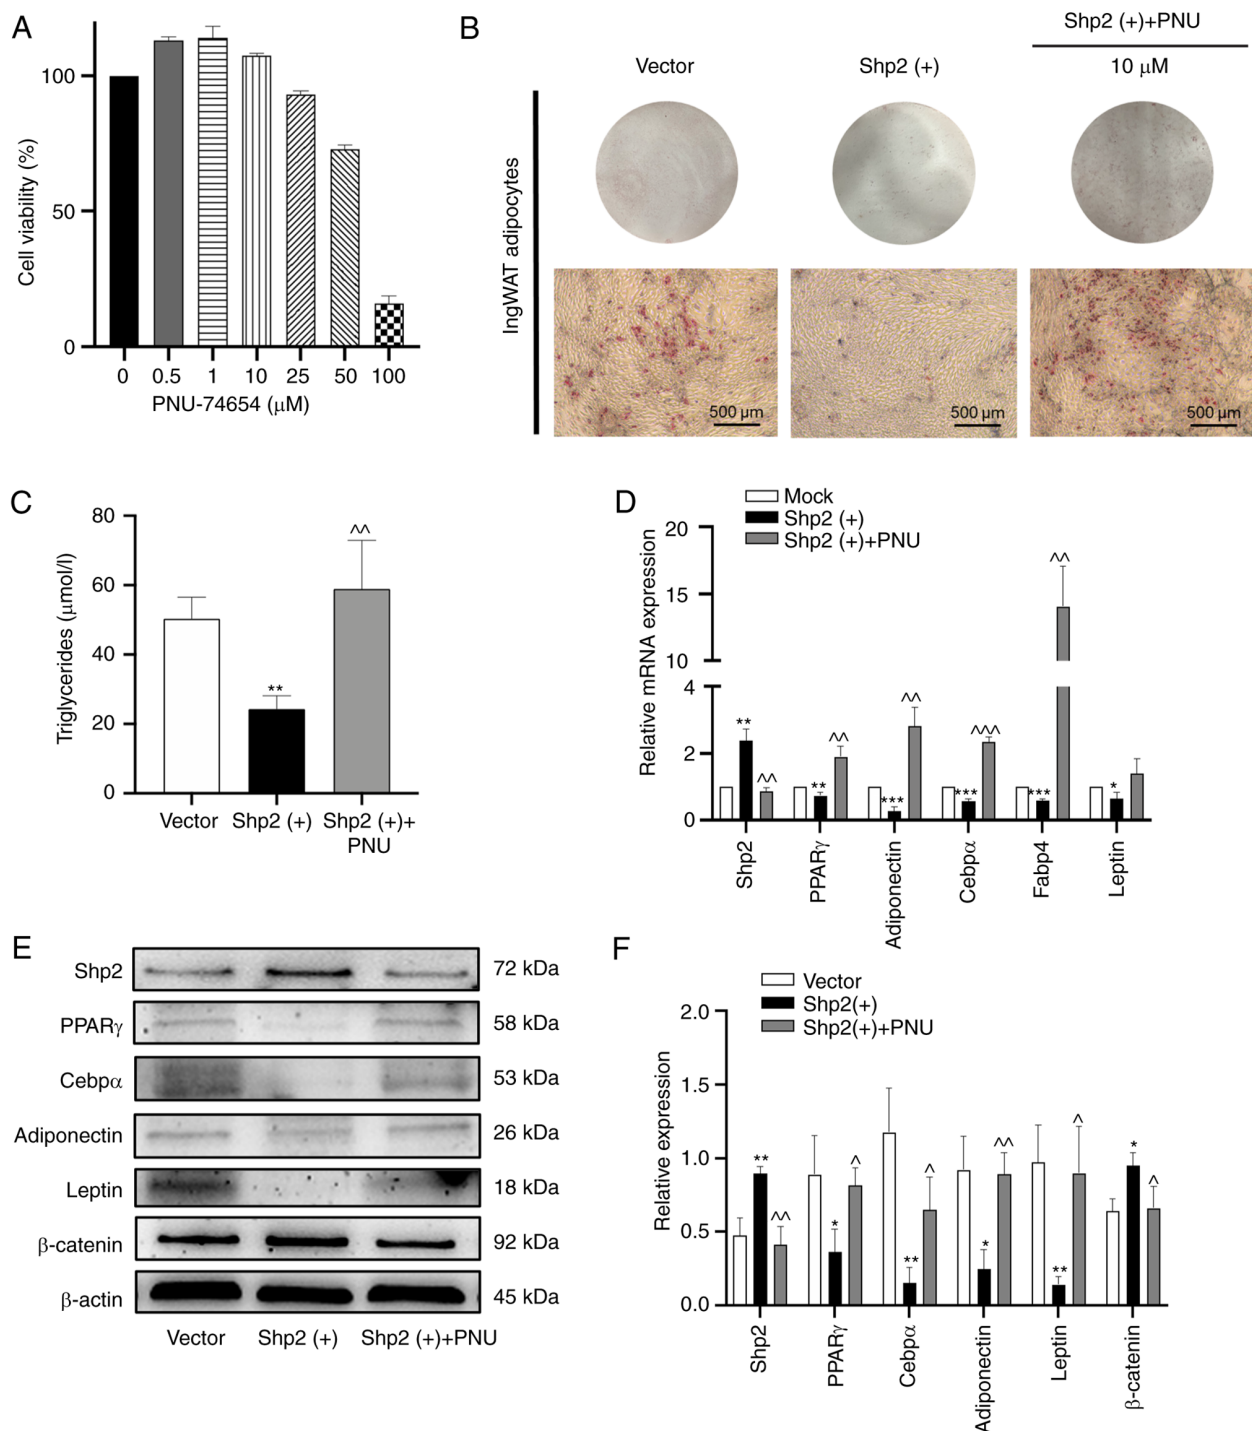 A
Cell viability (%)
100
50
0
0 0.5 1 10 25 50 100
PNU-74654 (μM)
B
Shp2 (+)+PNU
Vector Shp2 (+) 10 μM
IngWAT adipocytes
500 μm 500 μm 500 μm
C
Triglycerides (μmol/l)
80
60
40
20
0
^^
**
Vector Shp2 (+) Shp2 (+)+
PNU
D
Mock
Shp2 (+)
Shp2 (+)+PNU
Relative mRNA expression
20
15
10
4
2
0
** ^^ ** ^^ *** ^^ *** ^^^ *** ^^ *
Shp2 PPARγ Adiponectin Cebpα Fabp4 Leptin
E
Shp2 72 kDa
PPARγ 58 kDa
Cebpα 53 kDa
Adiponectin 26 kDa
Leptin 18 kDa
β-catenin 92 kDa
β-actin 45 kDa
Vector Shp2 (+) Shp2 (+)+PNU
F
Vector
Shp2(+)
Shp2(+)+PNU
Relative expression
2.0
1.5
1.0
0.5
0.0
** ^^ * ^ ** ^ * ^^ ** ^ * ^
Shp2 PPARγ Cebpα Adiponectin Leptin β-catenin